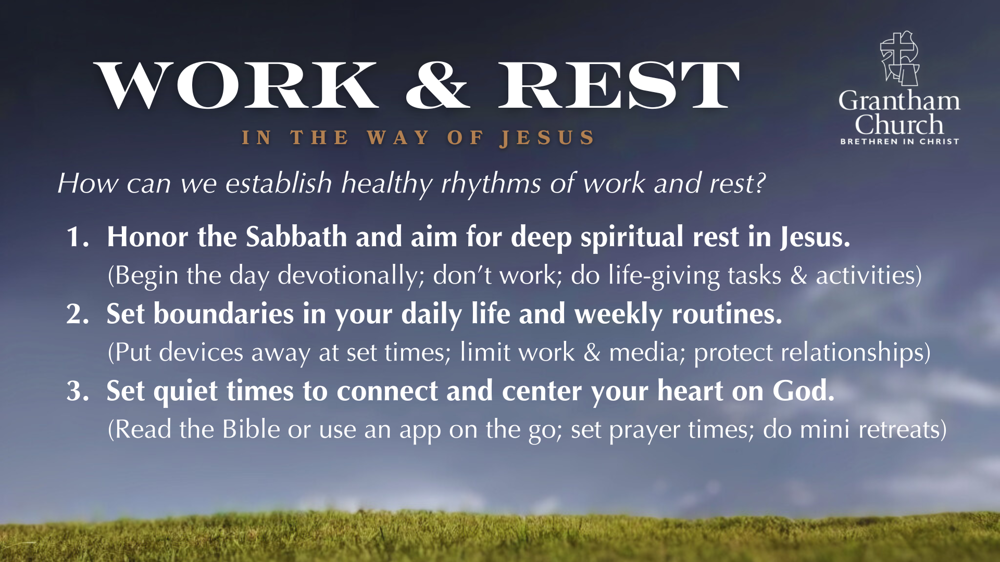 WORK & REST
IN THE WAY OF JESUS
Grantham
Church
BRETHREN IN CHRIST
How can we establish healthy rhythms of work and rest?
1. Honor the Sabbath and aim for deep spiritual rest in Jesus.
(Begin the day devotionally; don’t work; do life-giving tasks & activities)
2. Set boundaries in your daily life and weekly routines.
(Put devices away at set times; limit work & media; protect relationships)
3. Set quiet times to connect and center your heart on God.
(Read the Bible or use an app on the go; set prayer times; do mini retreats)